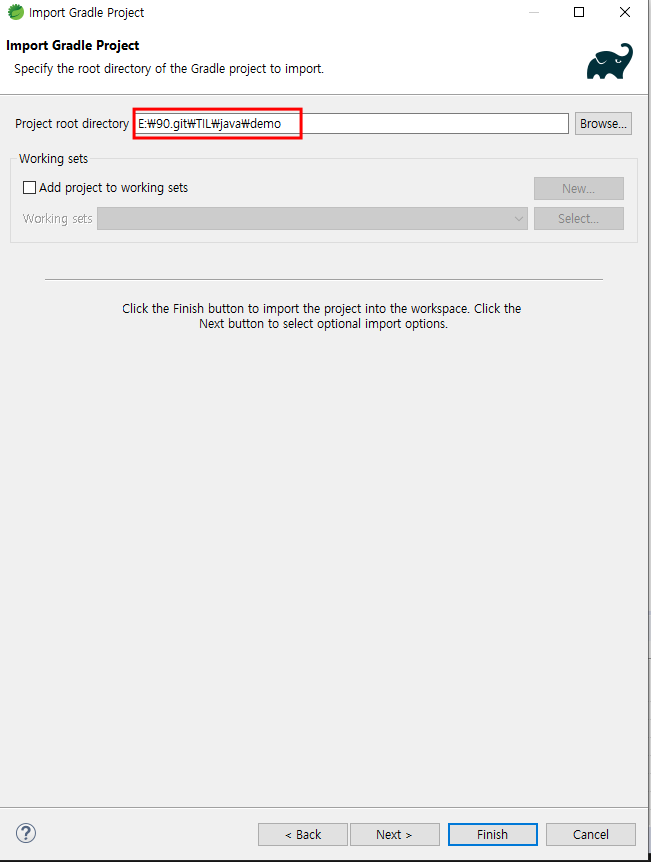 Import Gradle Project
Import Gradle Project
Specify the root directory of the Gradle project to import.
Project root directory E:₩90.git₩TIL₩java₩demo Browse...
Working sets
Add project to working sets New...
Working sets Select...
Click the Finish button to import the project into the workspace. Click the
Next button to select optional import options.
? < Back Next > Finish Cancel